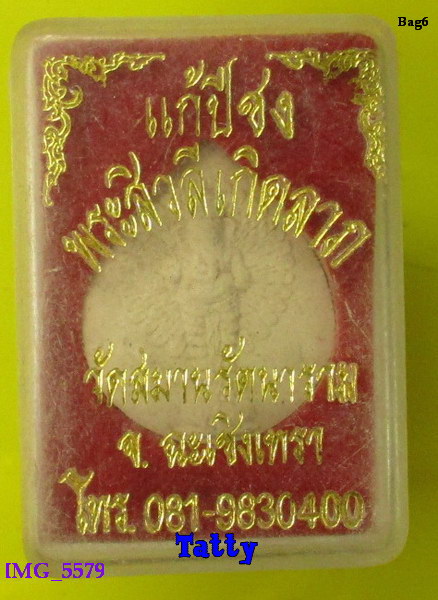 Bag6
แก้ปีชง
พระสิวลีเกิดลาภ
วัดสมานรัตนาราม
จ. ฉะเชิงเทรา
โทร. 081-9830400
Tatty
IMG_5579